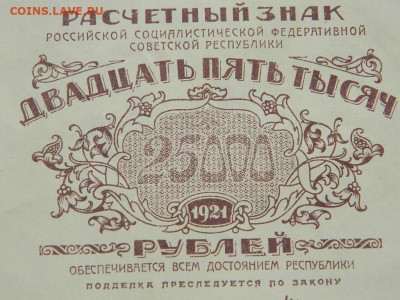 COINS.LAVE.RU
РАСЧЕТНЫЙ ЗНАК
РОССИЙСКОЙ СОЦИАЛИСТИЧЕСКОЙ ФЕДЕРАТИВНОЙ
СОВЕТСКОЙ РЕСПУБЛИКИ
ДВАДЦАТЬ ПЯТЬ ТЫСЯЧ
25000
1921
РУБЛЕЙ
ОБЕСПЕЧИВАЕТСЯ ВСЕМ ДОСТОЯНИЕМ РЕСПУБЛИКИ
ПОДДЕЛКА ПРЕСЛЕДУЕТСЯ ПО ЗАКОНУ